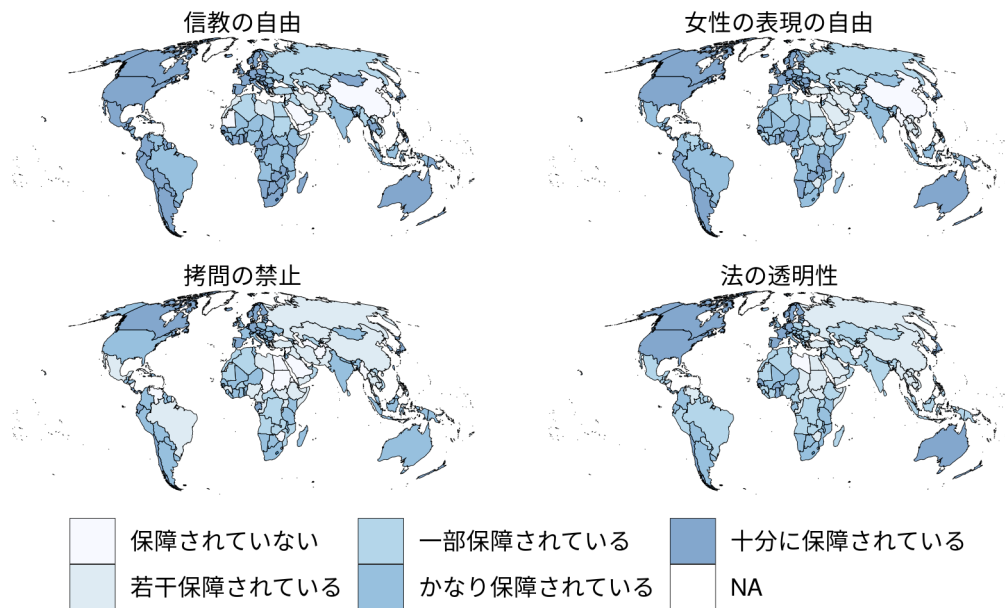 信教の自由
女性の表現の自由
拷問の禁止
法の透明性
保障されていない
一部保障されている
十分に保障されている
若干保障されている
かなり保障されている
NA